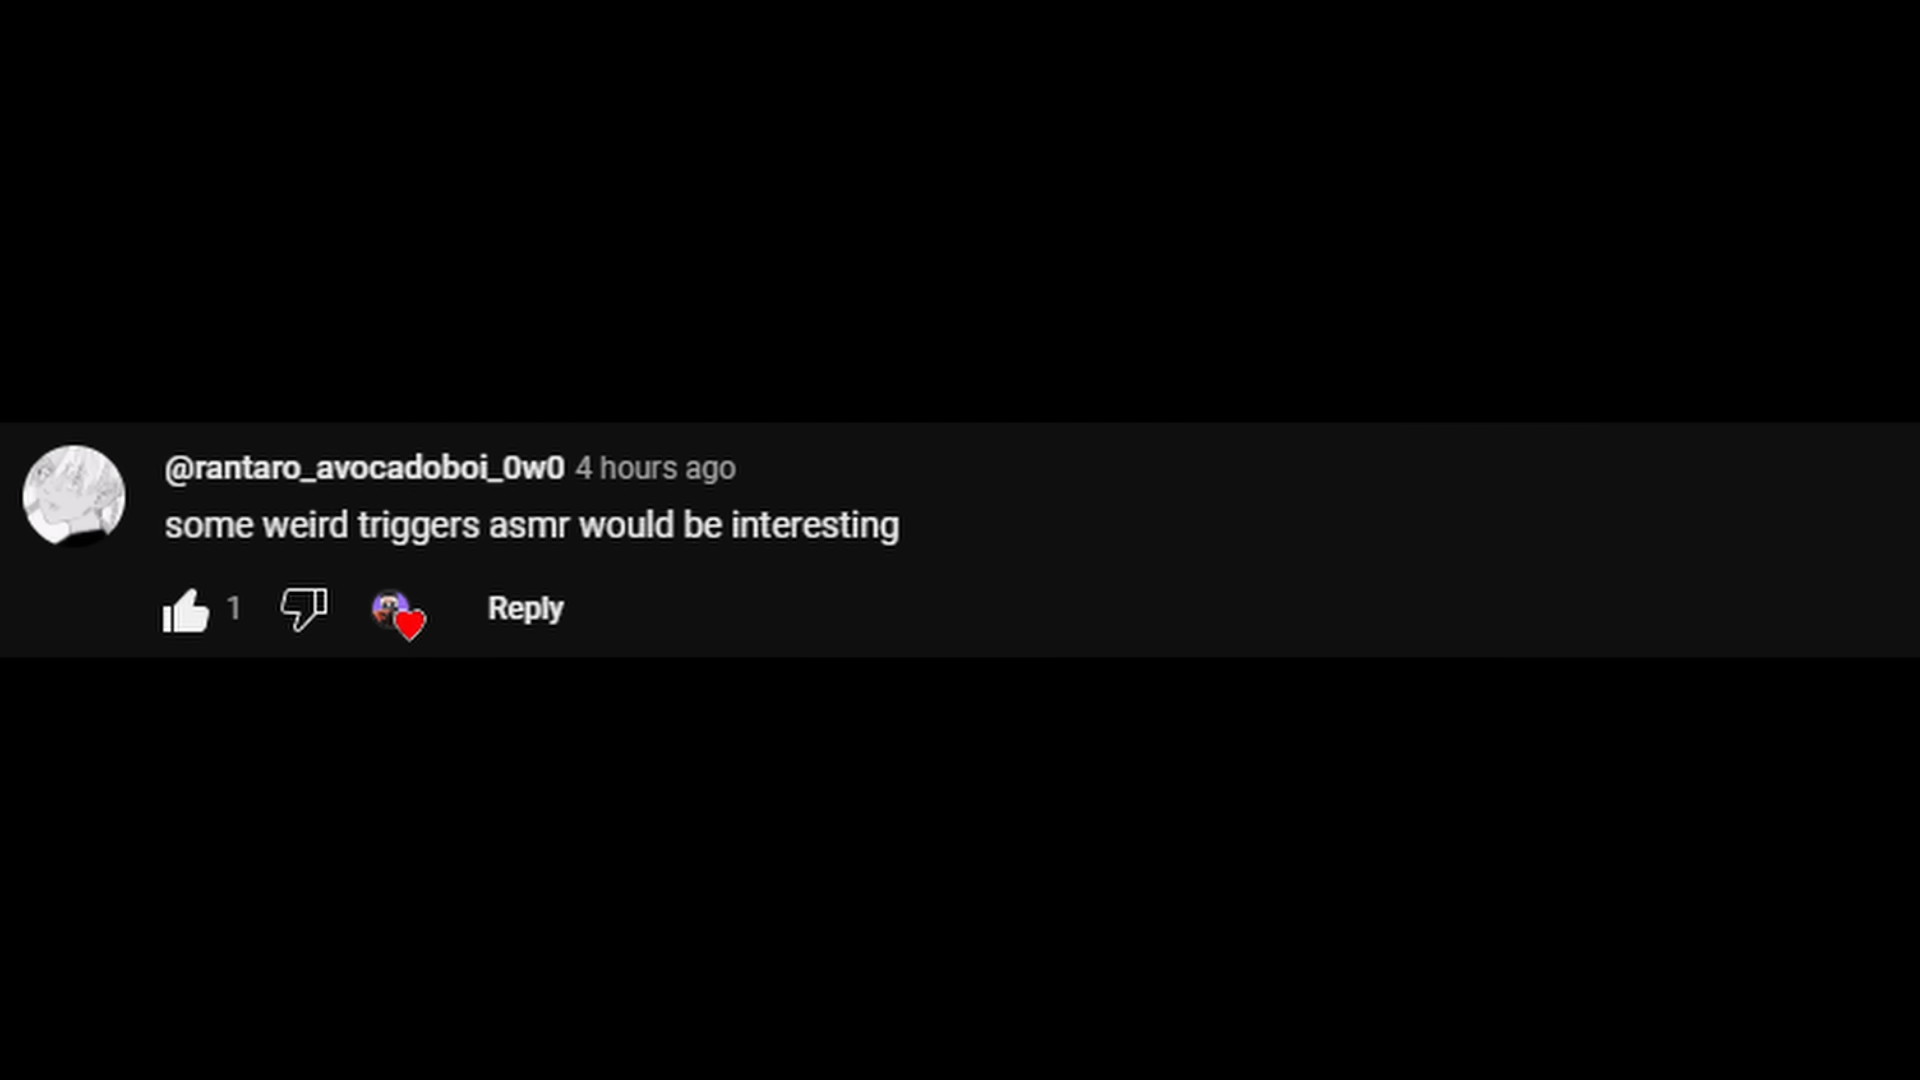 @rantaro_avocadoboi_0w0 4 hours ago
some weird triggers asmr would be interesting
1 Reply